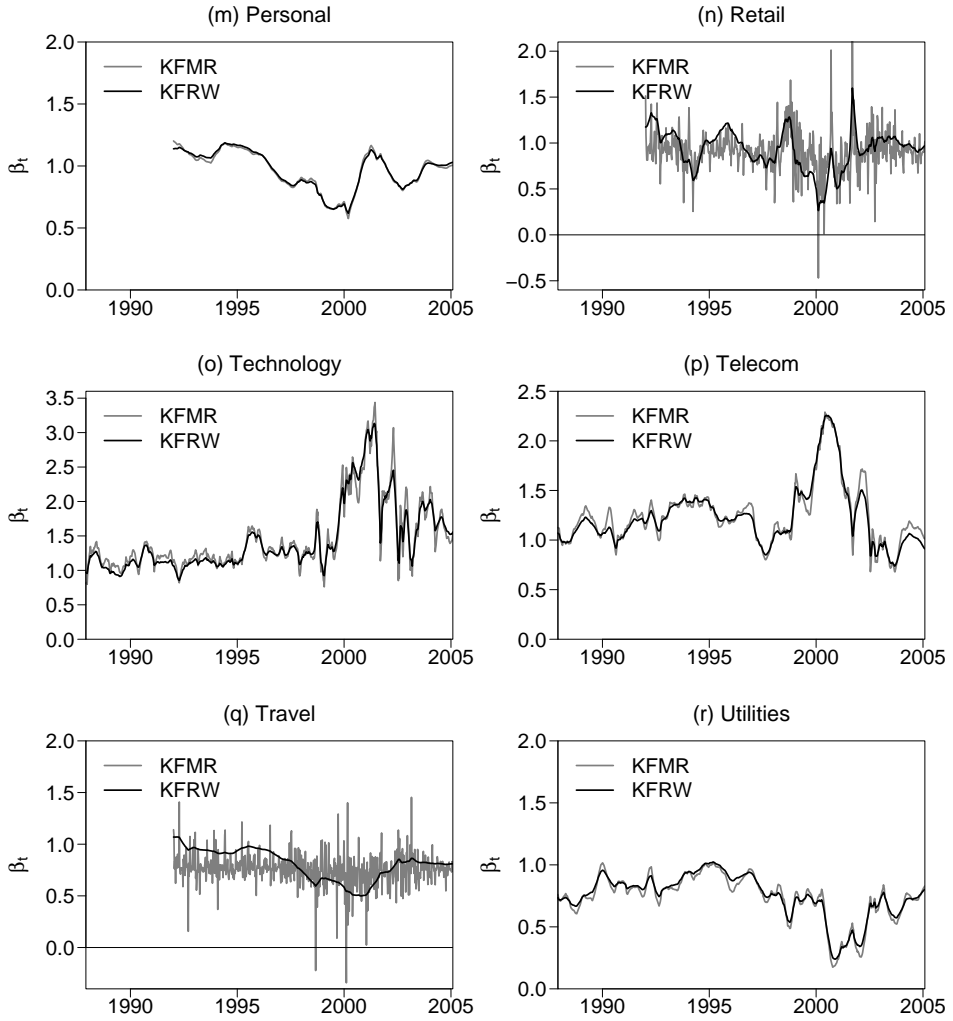 (m) Personal
2.0
1.5
1.0
0.5
0.0
βt
KFMR
KFRW
1990 1995 2000 2005
(n) Retail
2.0
1.5
1.0
0.5
0.0
−0.5
βt
KFMR
KFRW
1990 1995 2000 2005
(o) Technology
3.5
3.0
2.5
2.0
1.5
1.0
0.5
0.0
βt
KFMR
KFRW
1990 1995 2000 2005
(p) Telecom
2.5
2.0
1.5
1.0
0.5
0.0
βt
KFMR
KFRW
1990 1995 2000 2005
(q) Travel
2.0
1.5
1.0
0.5
0.0
βt
KFMR
KFRW
1990 1995 2000 2005
(r) Utilities
2.0
1.5
1.0
0.5
0.0
βt
KFMR
KFRW
1990 1995 2000 2005